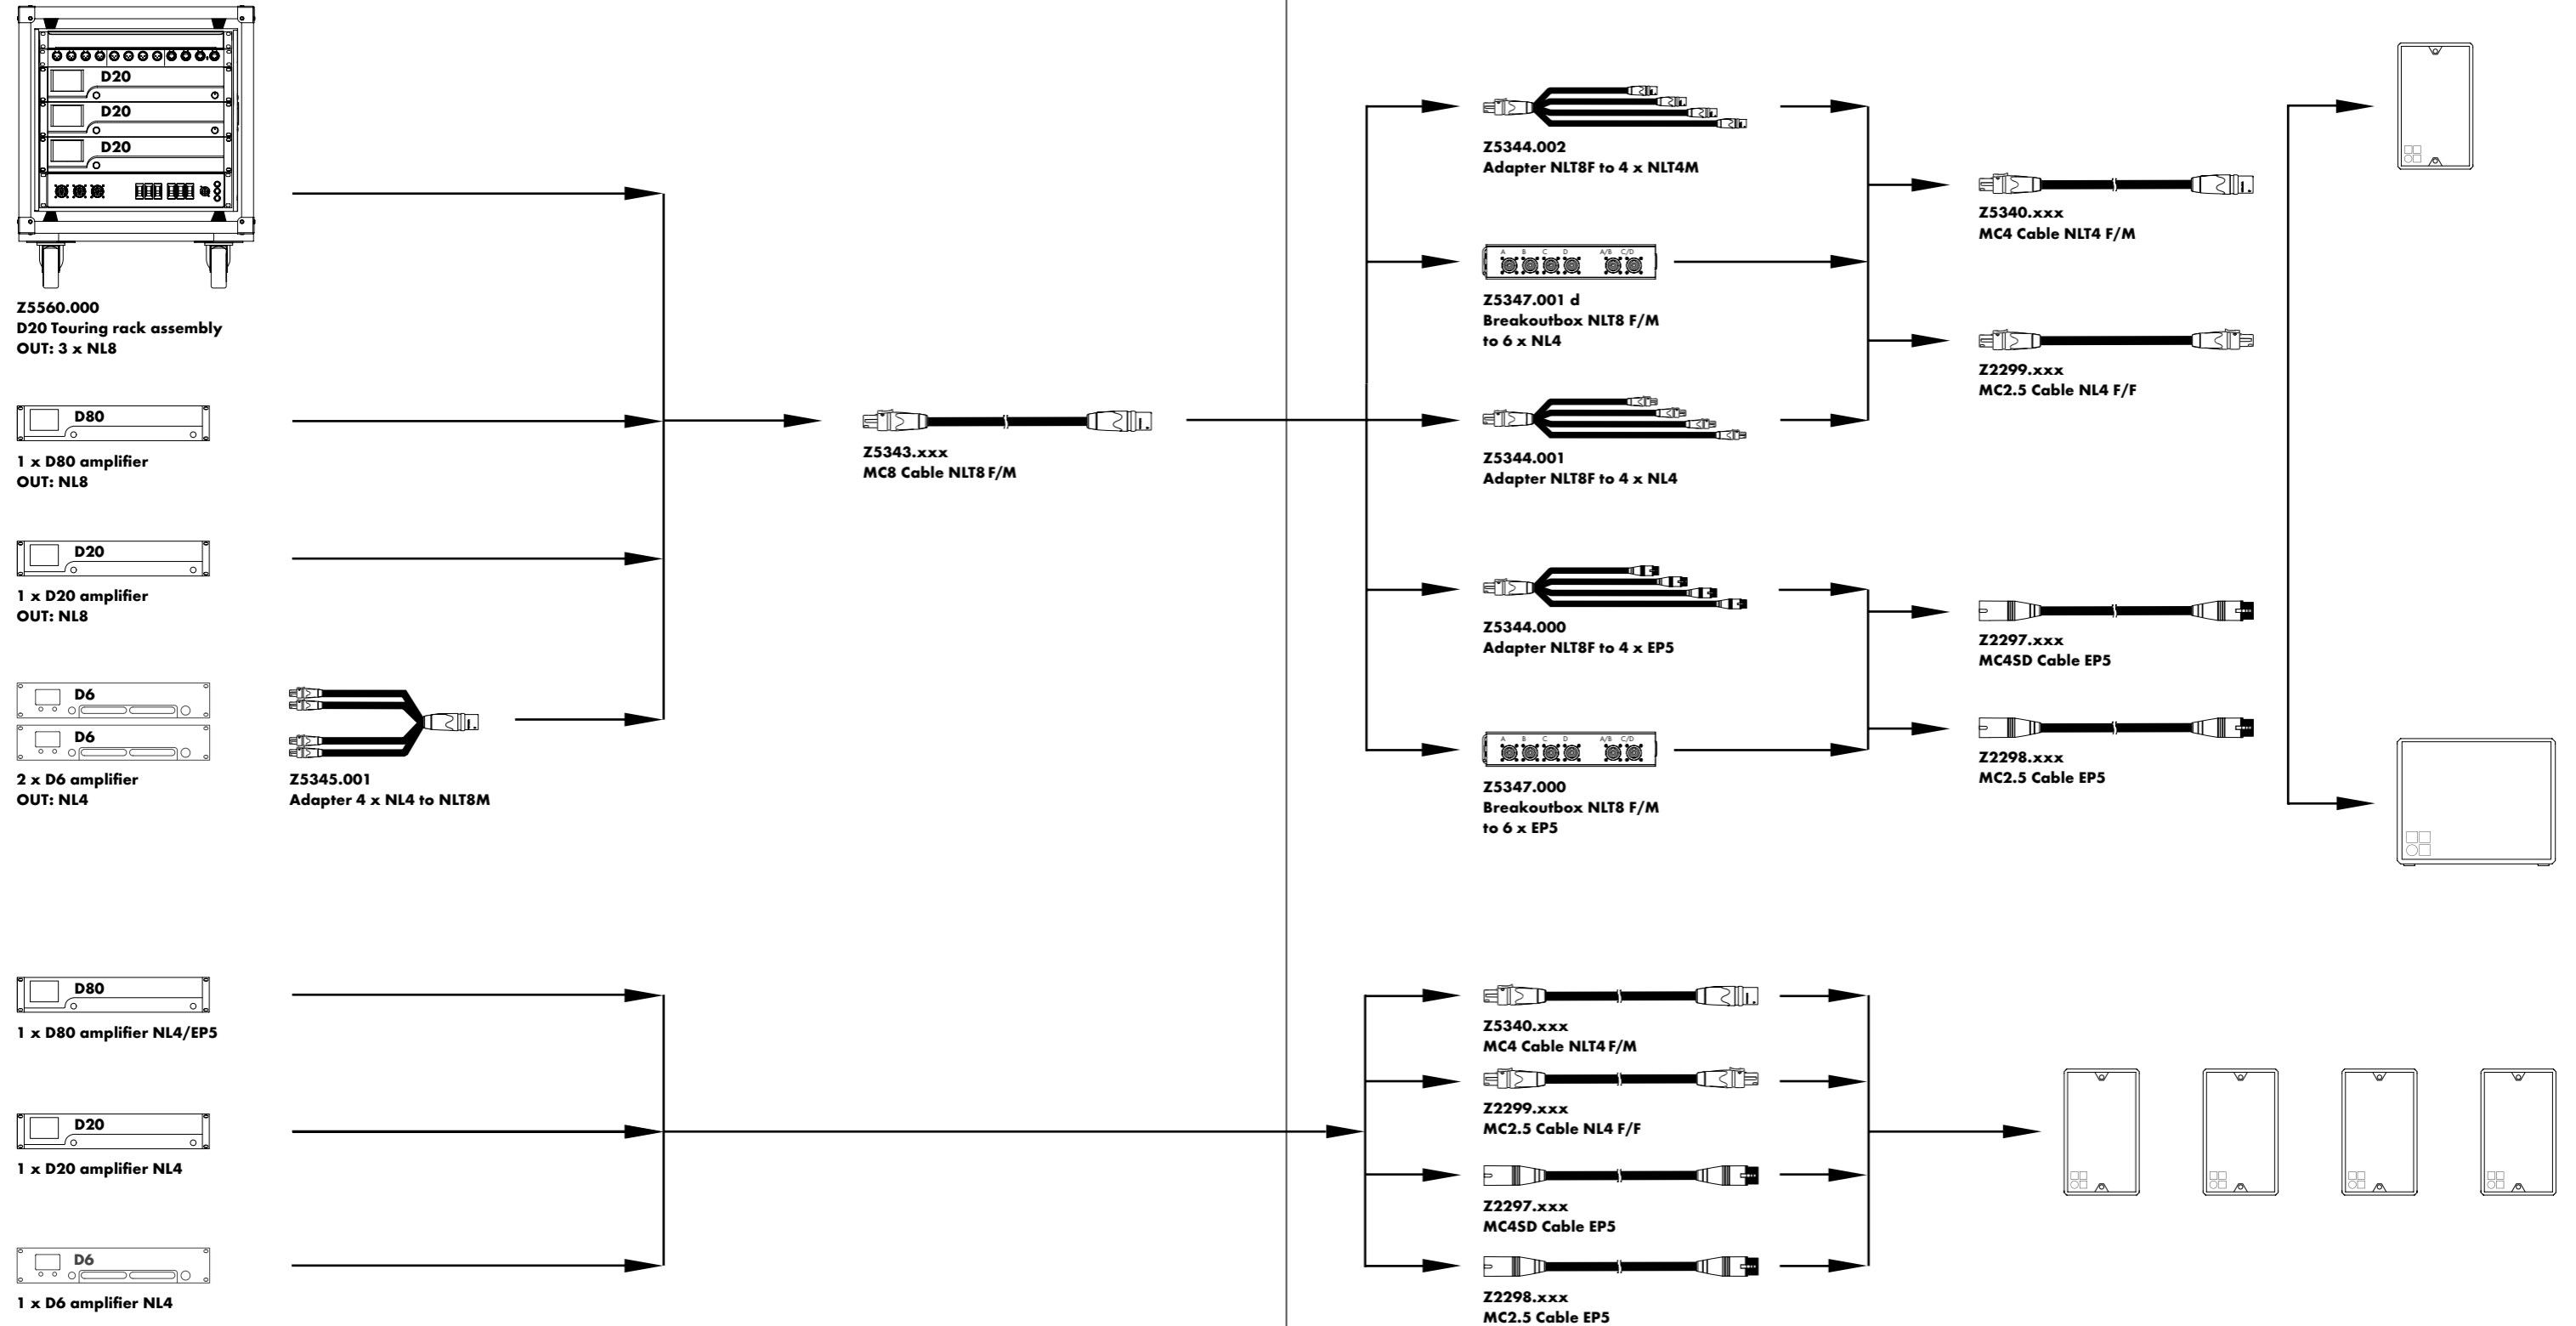 D20
D20
D20
Z5560.000
D20 Touring rack assembly
OUT: 3 x NL8
D80
1 x D80 amplifier
OUT: NL8
D20
1 x D20 amplifier
OUT: NL8
D6
D6
2 x D6 amplifier
OUT: NL4
Z5345.001
Adapter 4 x NL4 to NLT8M
Z5343.xxx
MC8 Cable NLT8 F/M
Z5344.002
Adapter NLT8F to 4 x NLT4M
A B C D A/B C/D
Z5347.001 d
Breakoutbox NLT8 F/M
to 6 x NL4
Z5344.001
Adapter NLT8F to 4 x NL4
Z5344.000
Adapter NLT8F to 4 x EP5
A B C D A/B C/D
Z5347.000
Breakoutbox NLT8 F/M
to 6 x EP5
Z5340.xxx
MC4 Cable NLT4 F/M
Z2299.xxx
MC2.5 Cable NL4 F/F
Z2297.xxx
MC4SD Cable EP5
Z2298.xxx
MC2.5 Cable EP5
D80
1 x D80 amplifier NL4/EP5
D20
1 x D20 amplifier NL4
D6
1 x D6 amplifier NL4
Z5340.xxx
MC4 Cable NLT4 F/M
Z2299.xxx
MC2.5 Cable NL4 F/F
Z2297.xxx
MC4SD Cable EP5
Z2298.xxx
MC2.5 Cable EP5